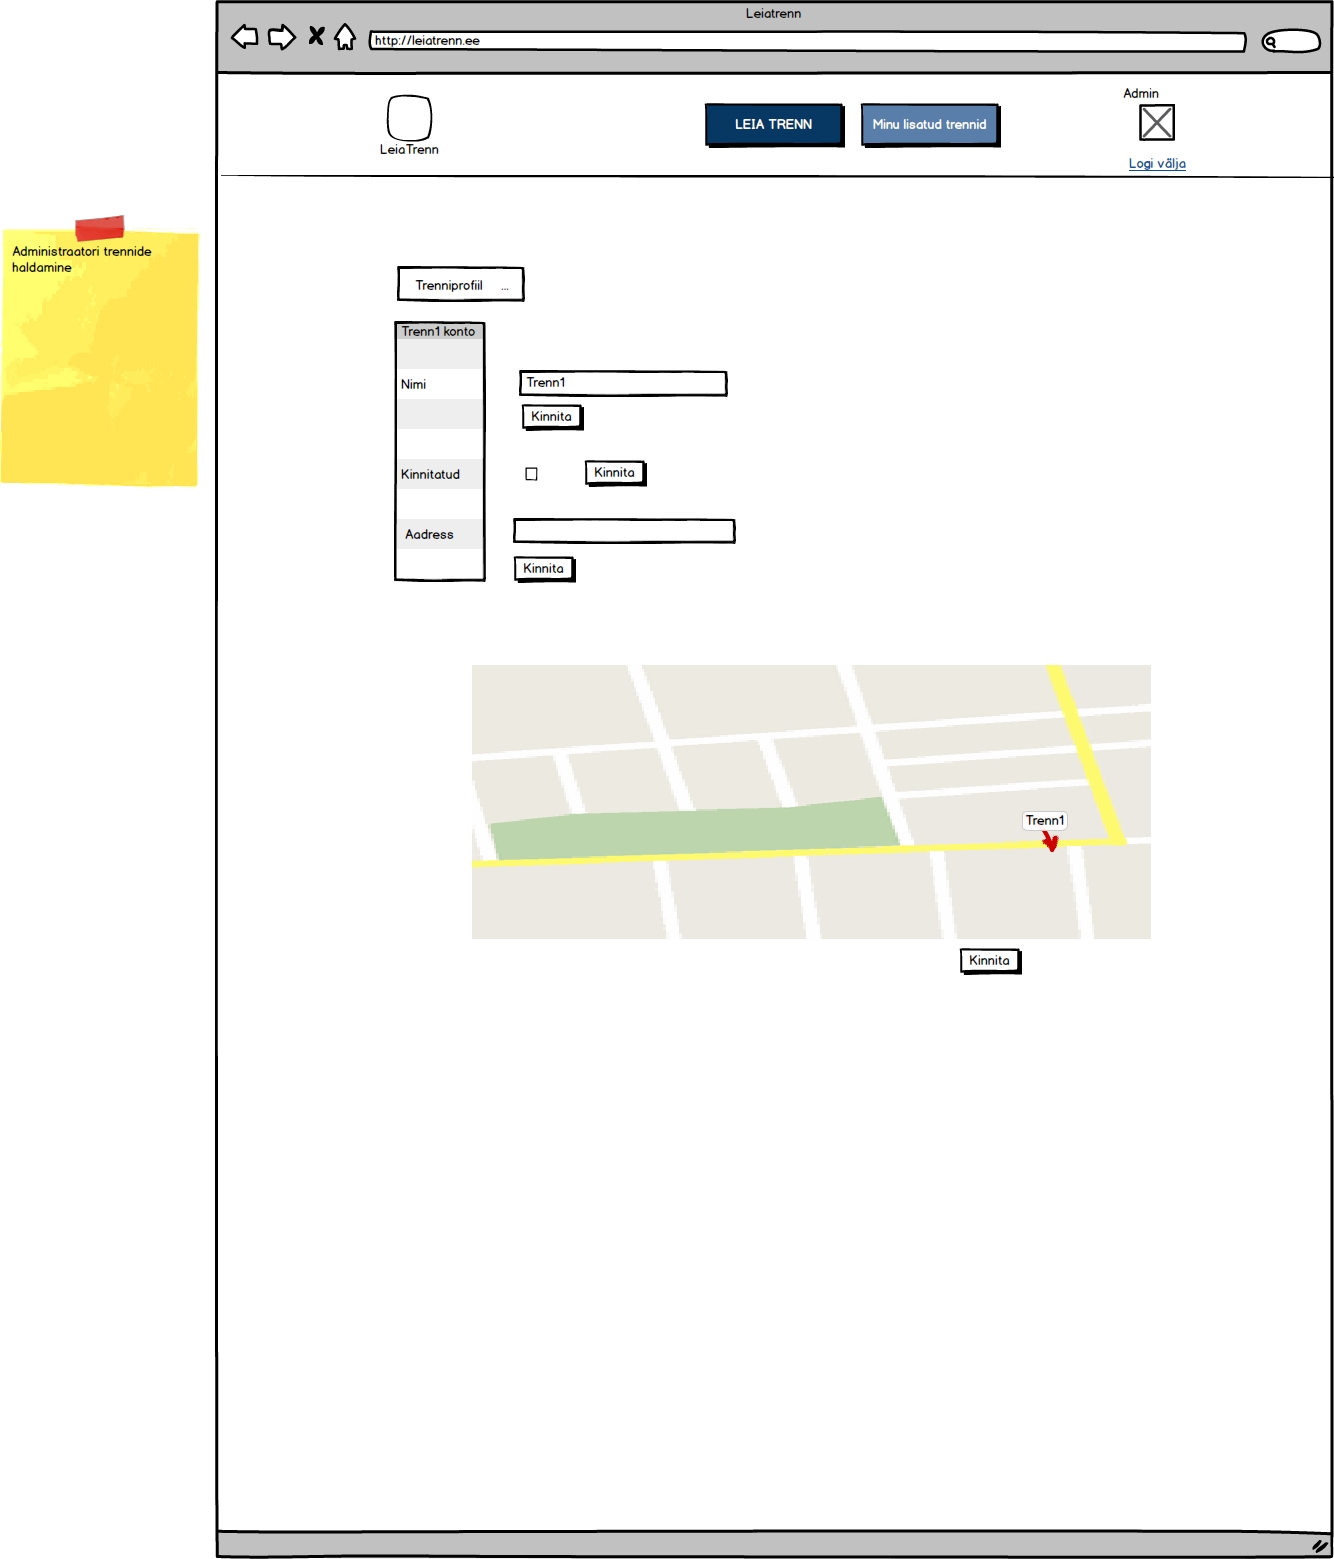 Leiatrenn
http://leiatrenn.ee
LeiaTrenn
LEIA TRENN
Minu lisatud trennid
Admin
Logi välja
Administraatori trennide
haldamine
Trenniprofiil ...
Trenn1 konto
Nimi
Trenn1
Kinnita
Kinnitatud
Kinnita
Aadress
Kinnita
Trenn1
Kinnita